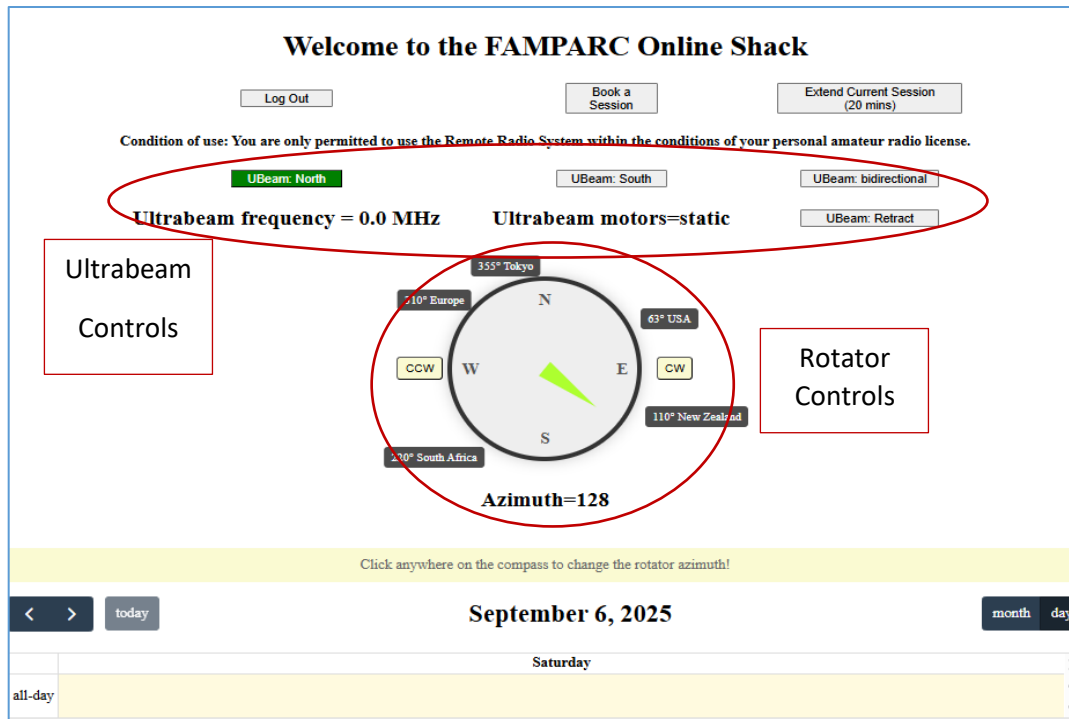 Welcome to the FAMPARC Online Shack
Log Out
Book a
Session
Extend Current Session
(20 mins)
Condition of use: You are only permitted to use the Remote Radio System within the conditions of your personal amateur radio license.
UBeam: North
UBeam: South
UBeam: bidirectional
Ultrabeam frequency = 0.0 MHz
Ultrabeam motors=static
UBeam: Retract
Ultrabeam
Controls
355° Tokyo
310° Europe
N
63° USA
CCW
W
E
CW
Rotator
Controls
110° New Zealand
S
220° South Africa
Azimuth=128
Click anywhere on the compass to change the rotator azimuth!
< >
today
September 6, 2025
month
day
Saturday
all-day